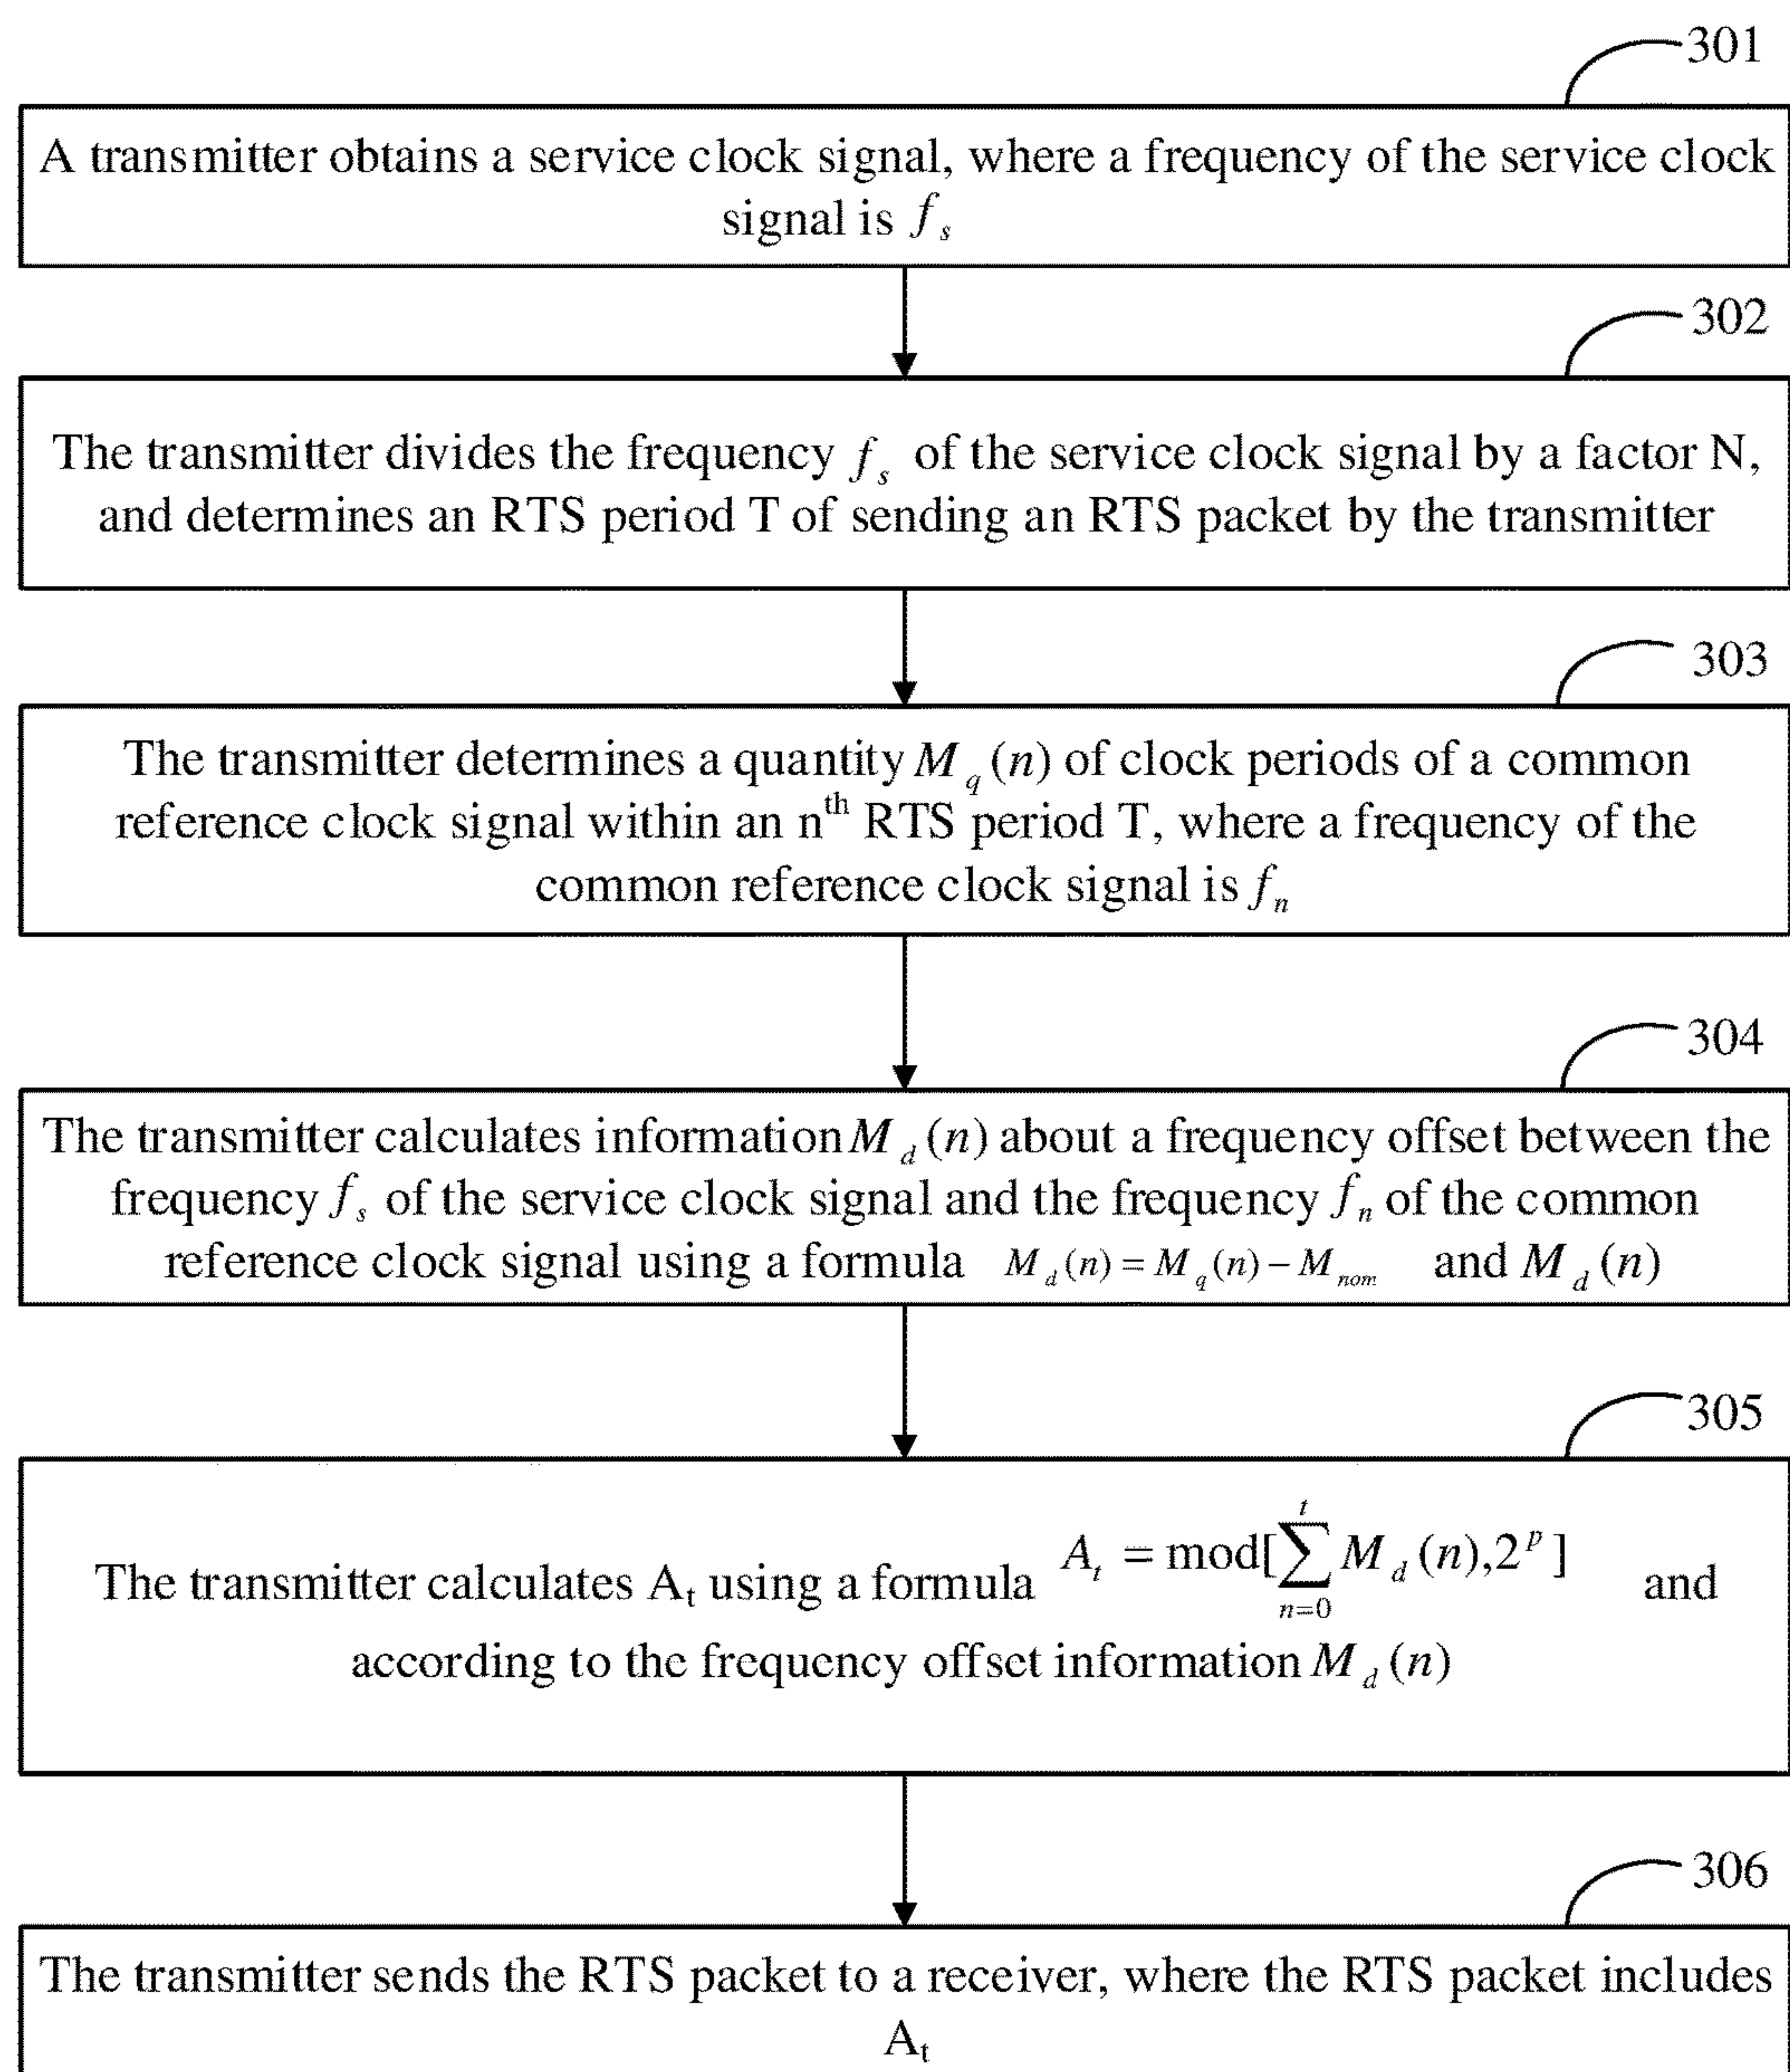 301
A transmitter obtains a service clock signal, where a frequency of the service clock
signal is f_s
302
The transmitter divides the frequency f_s of the service clock signal by a factor N,
and determines an RTS period T of sending an RTS packet by the transmitter
303
The transmitter determines a quantity M_q(n) of clock periods of a common
reference clock signal within an n^th RTS period T, where a frequency of the
common reference clock signal is f_n
304
The transmitter calculates information M_d(n) about a frequency offset between the
frequency f_s of the service clock signal and the frequency f_n of the common
reference clock signal using a formula M_d(n) = M_q(n) − M_nom and M_d(n)
305
The transmitter calculates A_t using a formula A_t = mod[∑_{n=0}^{t} M_d(n),2^p] and
according to the frequency offset information M_d(n)
306
The transmitter sends the RTS packet to a receiver, where the RTS packet includes
A_t